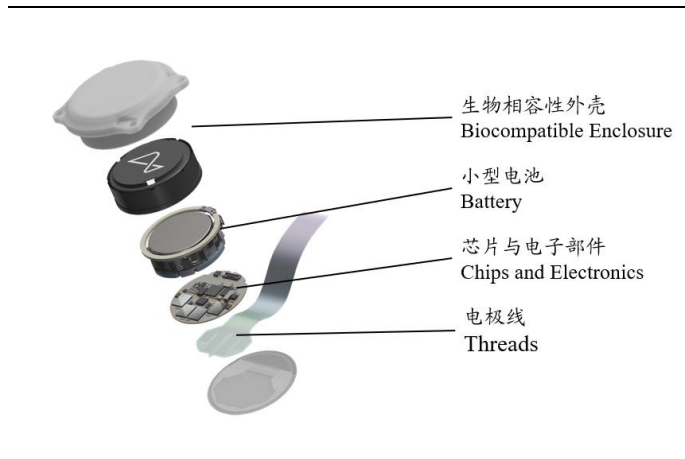 生物相容性外壳
Biocompatible Enclosure
小型电池
Battery
芯片与电子部件
Chips and Electronics
电极线
Threads